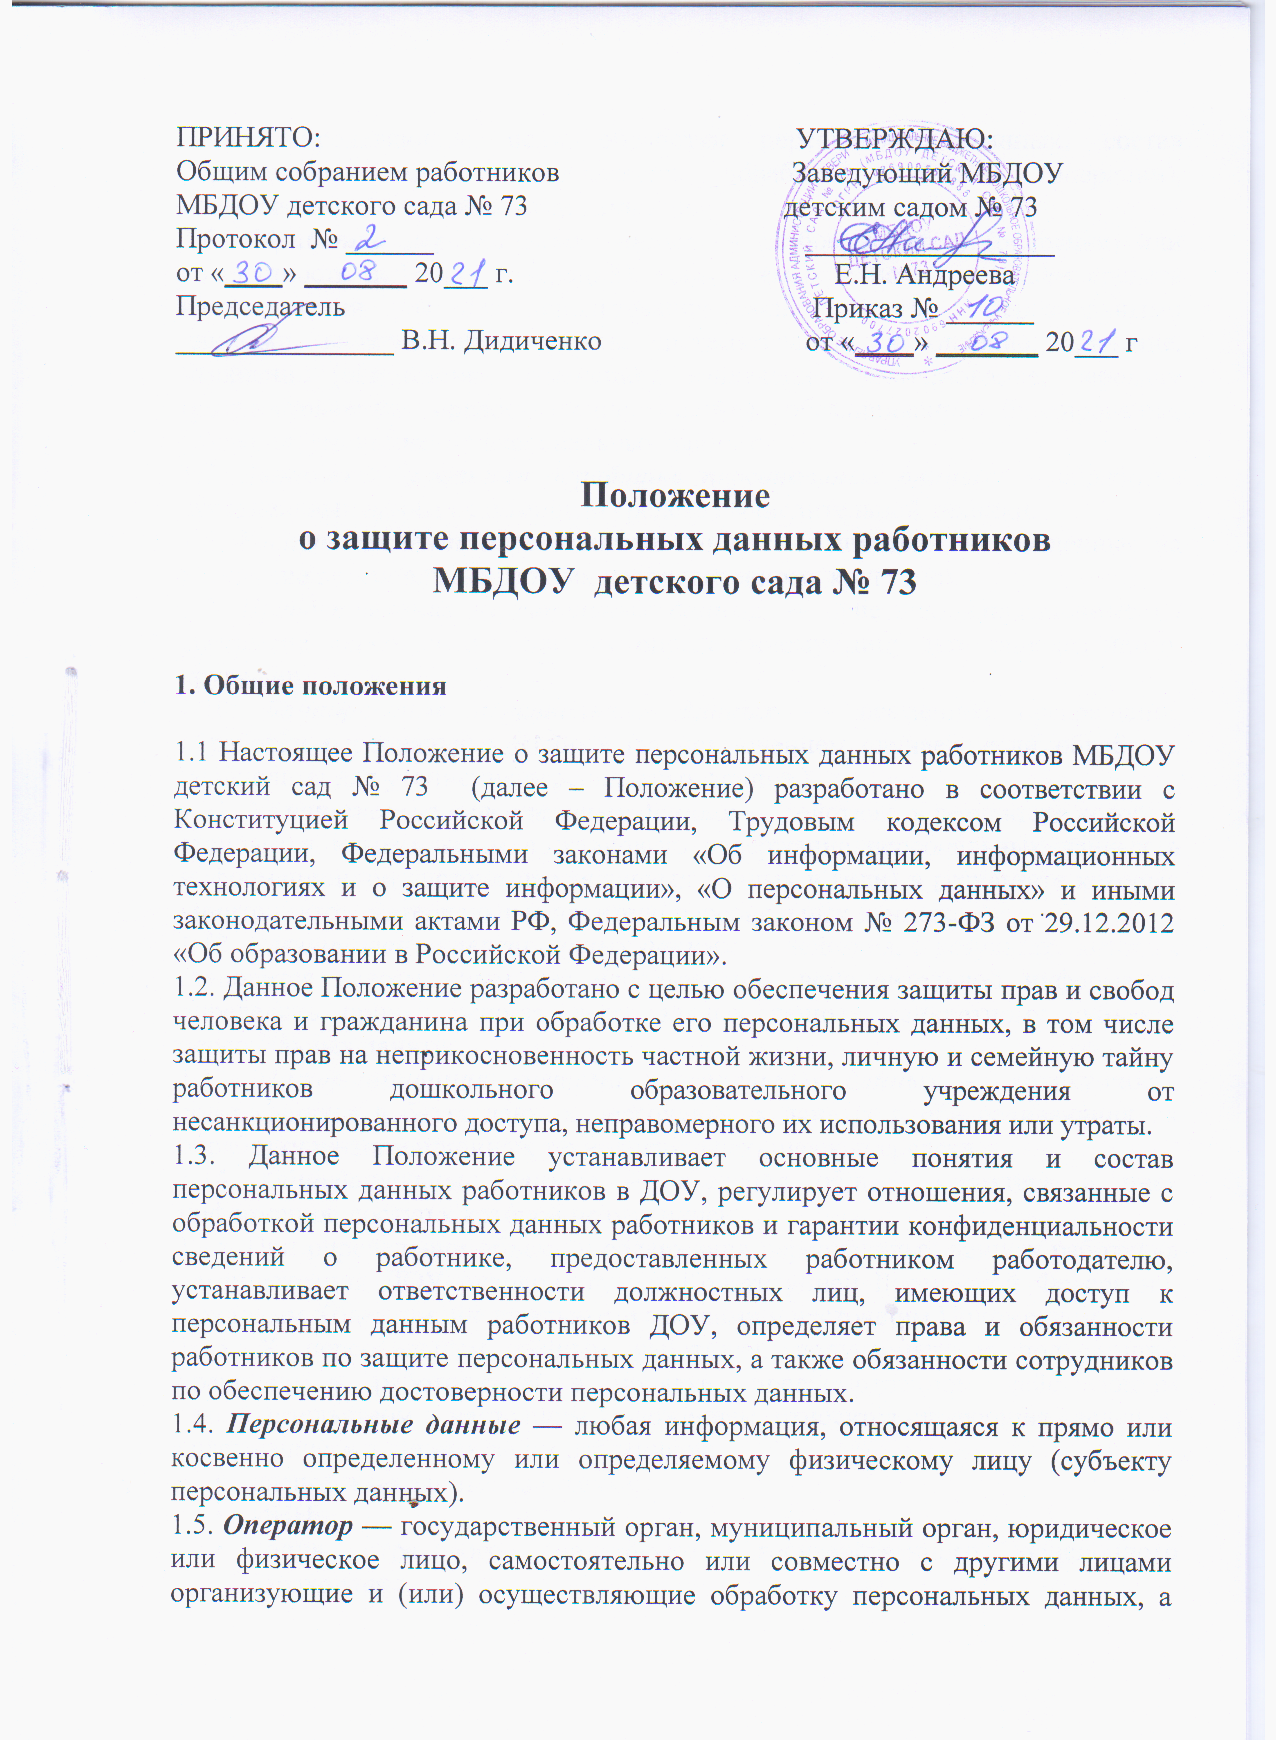 ПРИНЯТО:
Общим собранием работников
МБДОУ детского сада № 73
Протокол № 2
от «30» 08 2021 г.
Председатель
В.Н. Дидиченко
УТВЕРЖДАЮ:
Заведующий МБДОУ
детским садом № 73
Е.Н. Андреева
Приказ № 10
от «30» 08 2021 г
Положение
о защите персональных данных работников
МБДОУ детского сада № 73
1. Общие положения
1.1 Настоящее Положение о защите персональных данных работников МБДОУ
детский сад № 73 (далее – Положение) разработано в соответствии с
Конституцией Российской Федерации, Трудовым кодексом Российской
Федерации, Федеральными законами «Об информации, информационных
технологиях и о защите информации», «О персональных данных» и иными
законодательными актами РФ, Федеральным законом № 273-ФЗ от 29.12.2012
«Об образовании в Российской Федерации».
1.2. Данное Положение разработано с целью обеспечения защиты прав и свобод
человека и гражданина при обработке его персональных данных, в том числе
защиты прав на неприкосновенность частной жизни, личную и семейную тайну
работников дошкольного образовательного учреждения от
несанкционированного доступа, неправомерного их использования или утраты.
1.3. Данное Положение устанавливает основные понятия и состав
персональных данных работников в ДОУ, регулирует отношения, связанные с
обработкой персональных данных работников и гарантии конфиденциальности
сведений о работнике, предоставленных работником работодателю,
устанавливает ответственности должностных лиц, имеющих доступ к
персональным данным работников ДОУ, определяет права и обязанности
работников по защите персональных данных, а также обязанности сотрудников
по обеспечению достоверности персональных данных.
1.4. Персональные данные — любая информация, относящаяся к прямо или
косвенно определенному или определяемому физическому лицу (субъекту
персональных данных).
1.5. Оператор — государственный орган, муниципальный орган, юридическое
или физическое лицо, самостоятельно или совместно с другими лицами
организующие и (или) осуществляющие обработку персональных данных, а